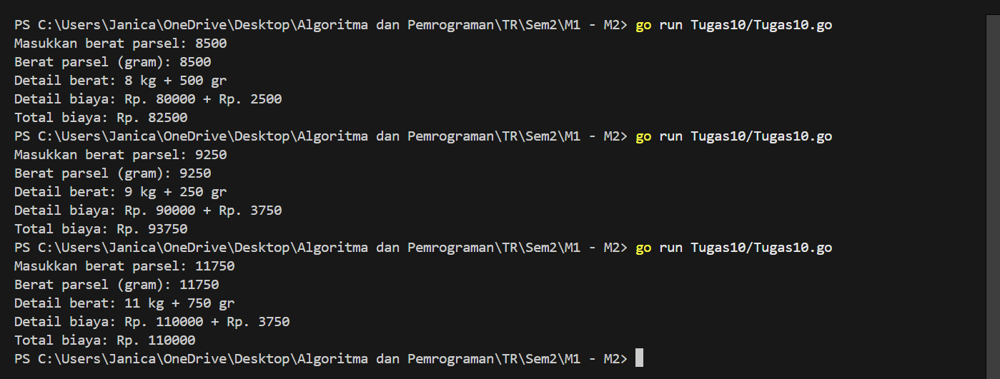 PS C:\Users\Janica\OneDrive\Desktop\Algoritma dan Pemrograman\TR\Sem2\M1 - M2> go run Tugas10/Tugas10.go
Masukkan berat parsel: 8500
Berat parsel (gram): 8500
Detail berat: 8 kg + 500 gr
Detail biaya: Rp. 80000 + Rp. 2500
Total biaya: Rp. 82500
PS C:\Users\Janica\OneDrive\Desktop\Algoritma dan Pemrograman\TR\Sem2\M1 - M2> go run Tugas10/Tugas10.go
Masukkan berat parsel: 9250
Berat parsel (gram): 9250
Detail berat: 9 kg + 250 gr
Detail biaya: Rp. 90000 + Rp. 3750
Total biaya: Rp. 93750
PS C:\Users\Janica\OneDrive\Desktop\Algoritma dan Pemrograman\TR\Sem2\M1 - M2> go run Tugas10/Tugas10.go
Masukkan berat parsel: 11750
Berat parsel (gram): 11750
Detail berat: 11 kg + 750 gr
Detail biaya: Rp. 110000 + Rp. 3750
Total biaya: Rp. 110000
PS C:\Users\Janica\OneDrive\Desktop\Algoritma dan Pemrograman\TR\Sem2\M1 - M2>